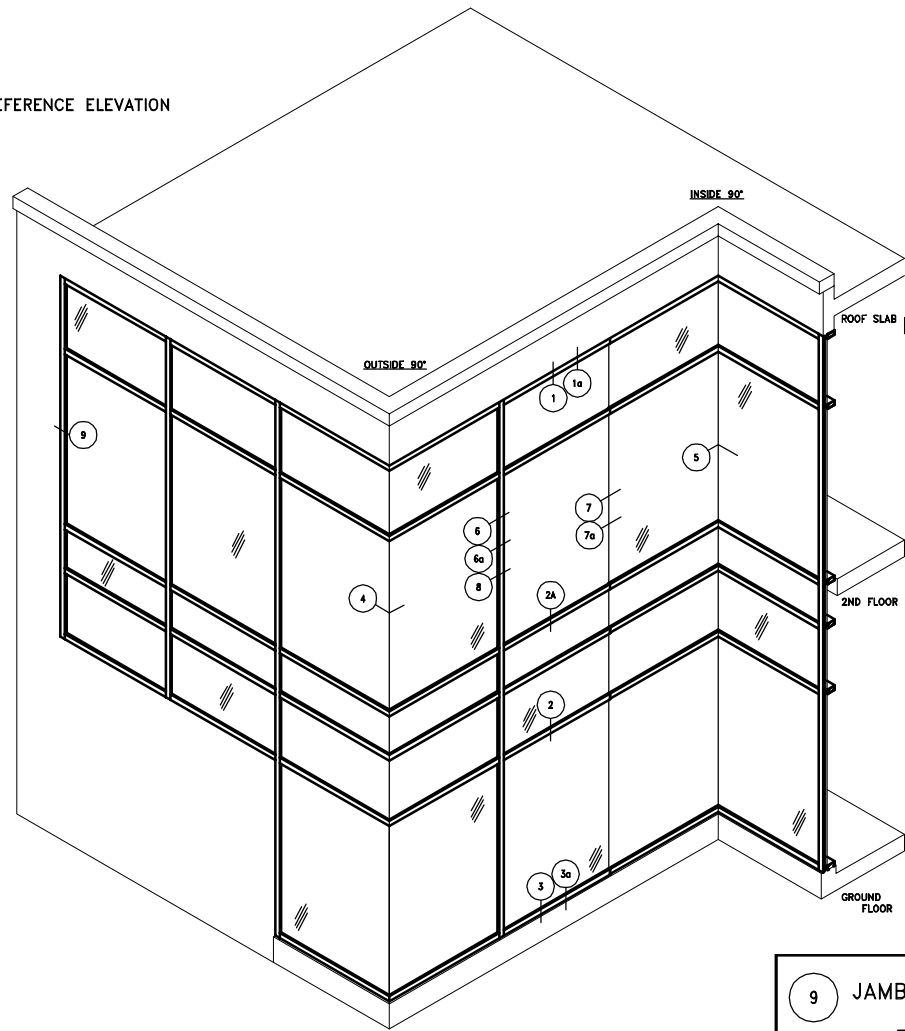 EFERENCE ELEVATION
INSIDE 90°
ROOF SLAB
OUTSIDE 90°
1a
1
9
5
7
6
7a
6a
8
2A
4
2ND FLOOR
2
3a
3
GROUND
FLOOR
9 JAMB